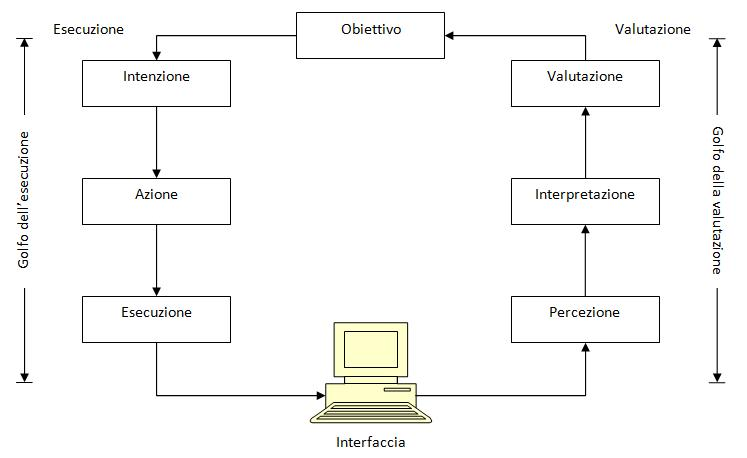 Esecuzione
Obiettivo
Valutazione
Intenzione
Valutazione
Golfo dell'esecuzione
Golfo della valutazione
Azione
Interpretazione
Esecuzione
Percezione
Interfaccia